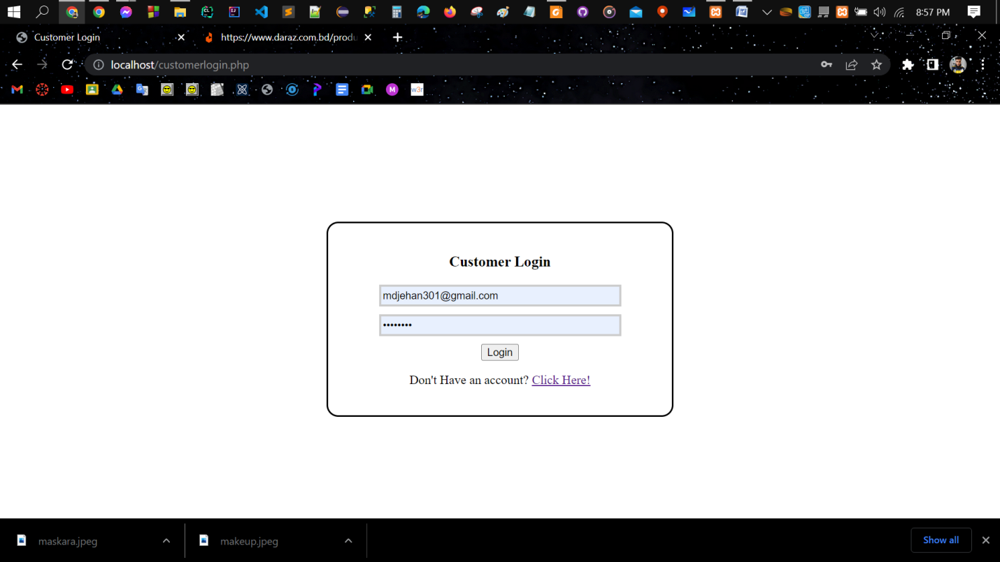 8:57 PM
Customer Login
https://www.daraz.com.bd/produ
localhost/customerlogin.php
w3r
Customer Login
mdjehan301@gmail.com
••••••••
Login
Don't Have an account? Click Here!
maskara.jpeg
makeup.jpeg
Show all